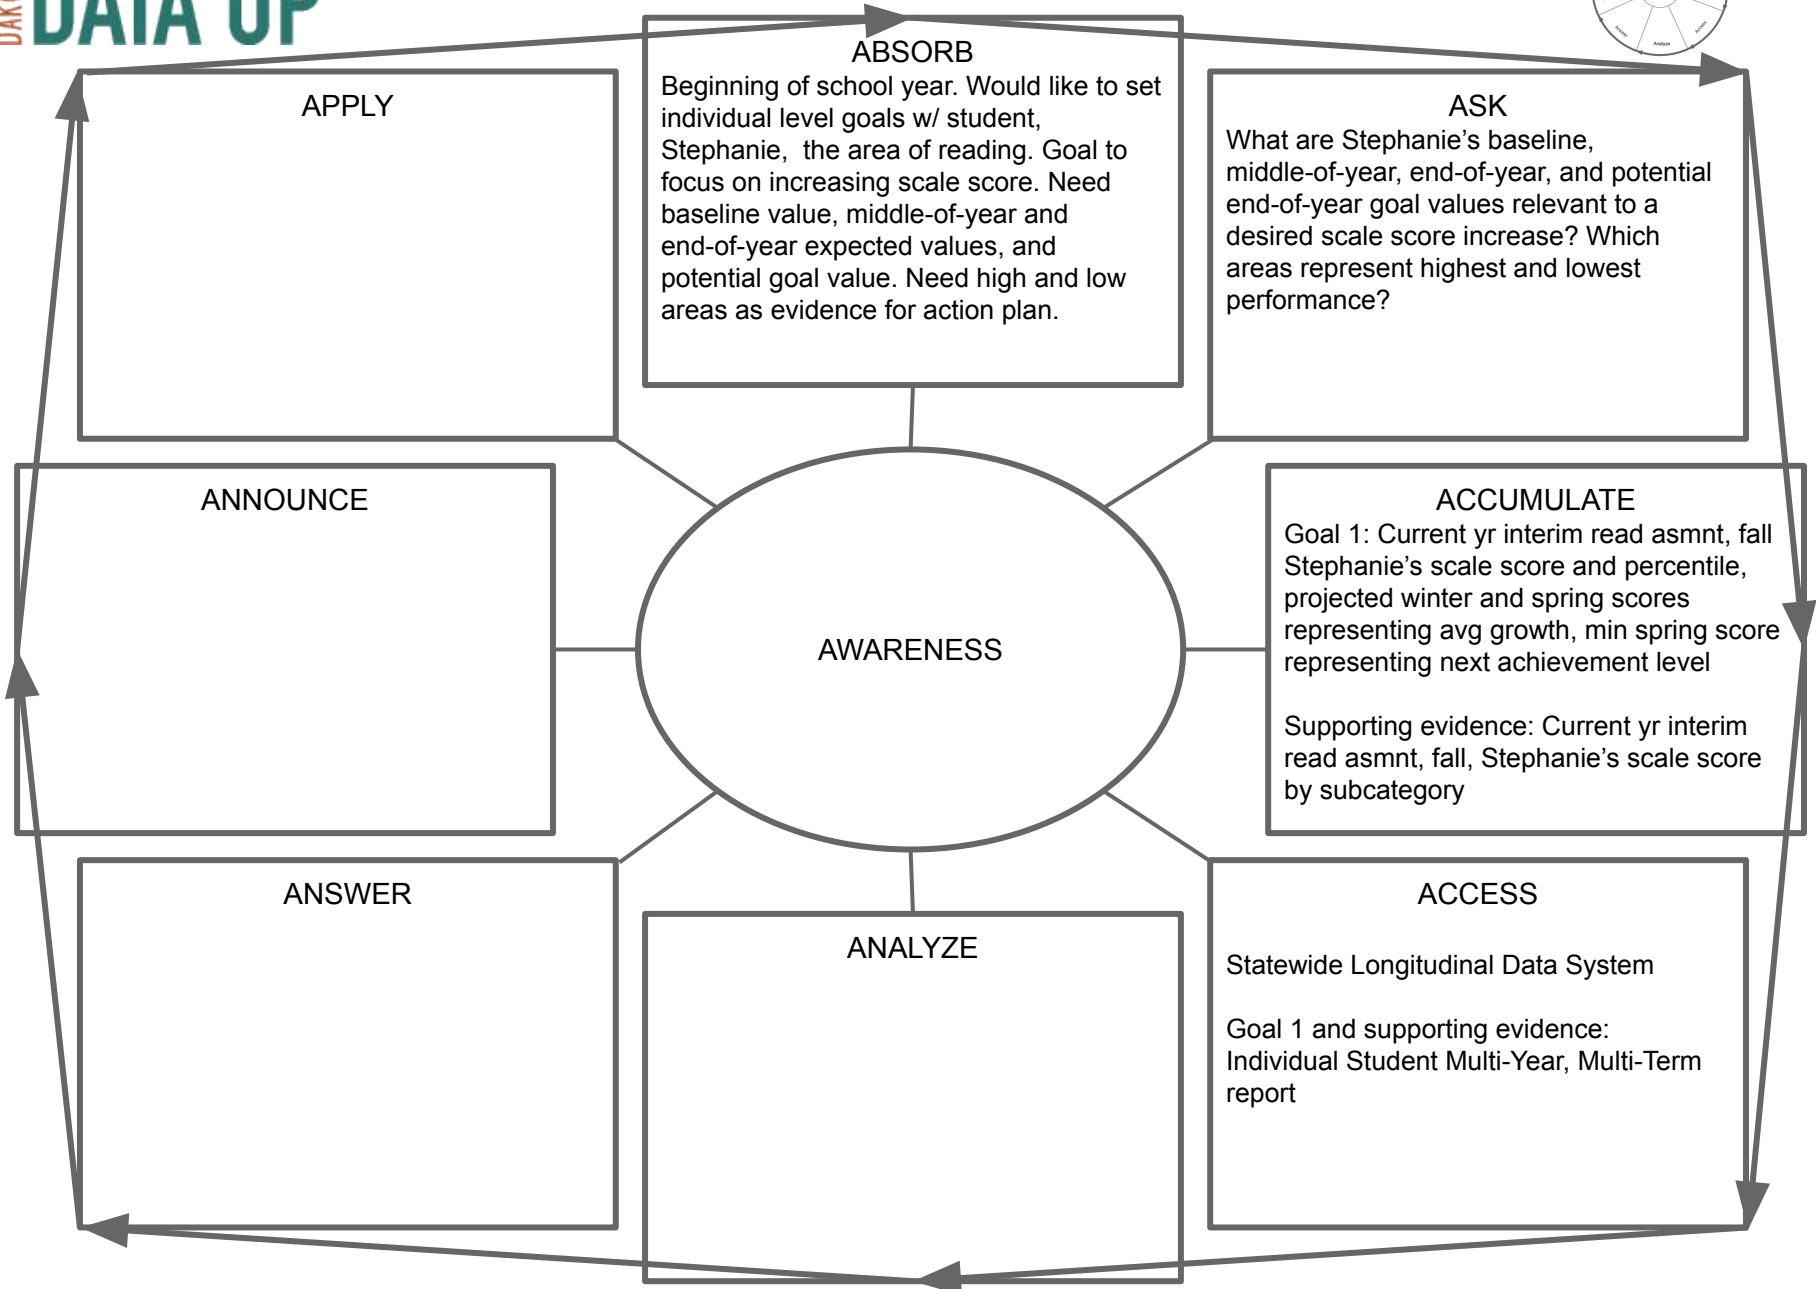 DATA UP
ABSORB
Beginning of school year. Would like to set
individual level goals w/ student,
Stephanie,  the area of reading. Goal to
focus on increasing scale score. Need
baseline value, middle-of-year and
end-of-year expected values, and
potential goal value. Need high and low
areas as evidence for action plan.
ASK
What are Stephanie’s baseline,
middle-of-year, end-of-year, and potential
end-of-year goal values relevant to a
desired scale score increase? Which
areas represent highest and lowest
performance?
ACCUMULATE
Goal 1: Current yr interim read asmnt, fall
Stephanie’s scale score and percentile,
projected winter and spring scores
representing avg growth, min spring score
representing next achievement level
Supporting evidence: Current yr interim
read asmnt, fall, Stephanie’s scale score
by subcategory
ACCESS
Statewide Longitudinal Data System
Goal 1 and supporting evidence:
Individual Student Multi-Year, Multi-Term
report
ANALYZE
ANSWER
ANNOUNCE
APPLY
AWARENESS
Answer
Analyze
Access